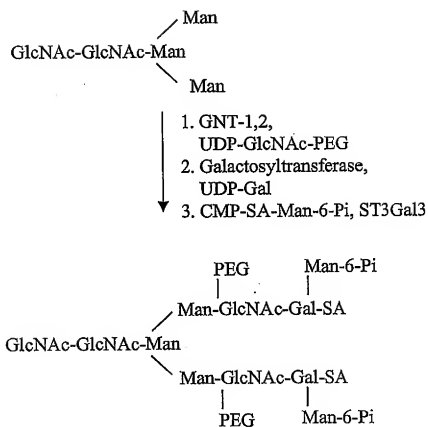 Man
GlcNAc-GlcNAc-Man
Man
1. GNT-1,2,
UDP-GlcNAc-PEG
2. Galactosyltransferase,
UDP-Gal
3. CMP-SA-Man-6-Pi, ST3Gal3
PEG Man-6-Pi
Man-GlcNAc-Gal-SA
GlcNAc-GlcNAc-Man
Man-GlcNAc-Gal-SA
PEG Man-6-Pi